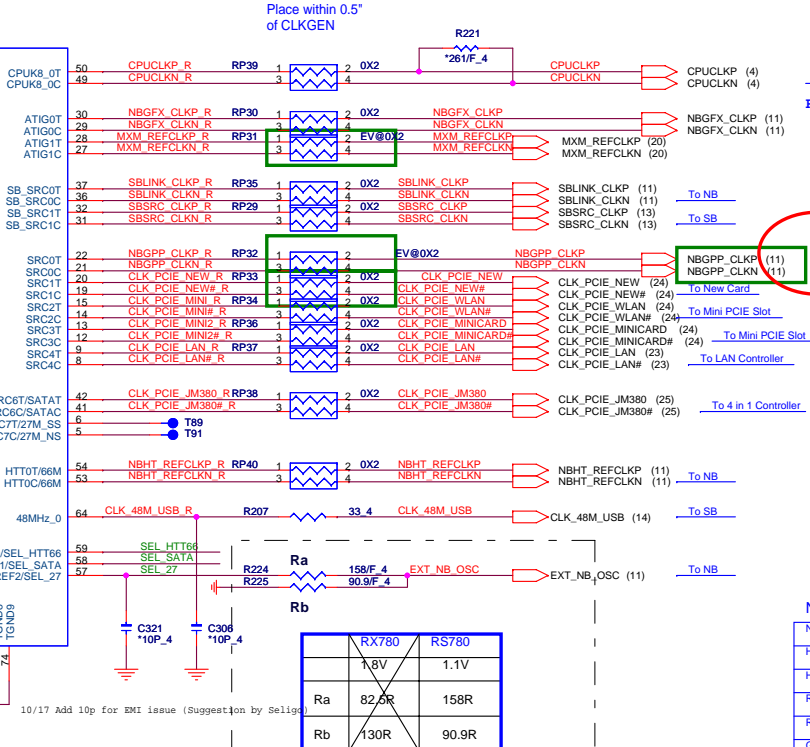 Place within 0.5"
of CLKGEN
R221
*261/F_4
CPUK8_0T 50 CPUCLKP_R RP39 1 2 0X2 CPUCLKP CPUCLKP (4)
CPUK8_0C 49 CPUCLKN_R 3 4 CPUCLKN CPUCLKN (4)
ATIG0T 30 NBGFX_CLKP_R RP30 1 2 0X2 NBGFX_CLKP NBGFX_CLKP (11)
ATIG0C 29 NBGFX_CLKN_R 3 4 NBGFX_CLKN NBGFX_CLKN (11)
ATIG1T 28 MXM_REFCLKP_R RP31 1 2 EV@0X2 MXM_REFCLKP MXM_REFCLKP (20)
ATIG1C 27 MXM_REFCLKN_R 3 4 MXM_REFCLKN MXM_REFCLKN (20)
SB_SRC0T 37 SBLINK_CLKP_R RP35 1 2 0X2 SBLINK_CLKP SBLINK_CLKP (11)
SB_SRC0C 36 SBLINK_CLKN_R 3 4 SBLINK_CLKN SBLINK_CLKN (11) To NB
SB_SRC1T 32 SBSRC_CLKP_R RP29 1 2 0X2 SBSRC_CLKP SBSRC_CLKP (13)
SB_SRC1C 31 SBSRC_CLKN_R 3 4 SBSRC_CLKN SBSRC_CLKN (13) To SB
SRC0T 22 NBGPP_CLKP_R RP32 1 2 EV@0X2 NBGPP_CLKP NBGPP_CLKP (11)
SRC0C 21 NBGPP_CLKN_R 3 4 NBGPP_CLKN NBGPP_CLKN (11)
SRC1T 20 CLK_PCIE_NEW_R RP33 1 2 0X2 CLK_PCIE_NEW CLK_PCIE_NEW (24)
SRC1C 19 CLK_PCIE_NEW#_R 3 4 CLK_PCIE_NEW# CLK_PCIE_NEW# (24) To New Card
SRC2T 15 CLK_PCIE_MINI_R RP34 1 2 0X2 CLK_PCIE_WLAN CLK_PCIE_WLAN (24)
SRC2C 14 CLK_PCIE_MINI#_R 3 4 CLK_PCIE_WLAN# CLK_PCIE_WLAN# (24) To Mini PCIE Slot
SRC3T 13 CLK_PCIE_MINI2_R RP36 1 2 0X2 CLK_PCIE_MINICARD CLK_PCIE_MINICARD (24)
SRC3C 12 CLK_PCIE_MINI2#_R 3 4 CLK_PCIE_MINICARD# CLK_PCIE_MINICARD# (24) To Mini PCIE Slot
SRC4T 9 CLK_PCIE_LAN_R RP37 1 2 0X2 CLK_PCIE_LAN CLK_PCIE_LAN (23)
SRC4C 8 CLK_PCIE_LAN#_R 3 4 CLK_PCIE_LAN# CLK_PCIE_LAN# (23) To LAN Controller
RC6T/SATAT 42 CLK_PCIE_JM380_R RP38 1 2 0X2 CLK_PCIE_JM380 CLK_PCIE_JM380 (25)
RC6C/SATAC 41 CLK_PCIE_JM380#_R 3 4 CLK_PCIE_JM380# CLK_PCIE_JM380# (25) To 4 in 1 Controller
C7T/27M_SS 6 T89
C7C/27M_NS 5 T91
HTT0T/66M 54 NBHT_REFCLKP_R RP40 1 2 0X2 NBHT_REFCLKP NBHT_REFCLKP (11)
HTT0C/66M 53 NBHT_REFCLKN_R 3 4 NBHT_REFCLKN NBHT_REFCLKN (11) To NB
48MHz_0 64 CLK_48M_USB_R R207 33_4 CLK_48M_USB CLK_48M_USB (14) To SB
/SEL_HTT66 59 SEL_HTT66
1/SEL_SATA 58 SEL_SATA
EF2/SEL_27 57 SEL_27
Ra
R224 158/F_4 EXT_NB_OSC EXT_NB_OSC (11) To NB
R225 90.9/F_4
Rb
C321
*10P_4
C306
*10P_4
TGND9
74
RX780 RS780
1.8V 1.1V
Ra 82.5R 158R
Rb 130R 90.9R
10/17 Add 10p for EMI issue (Suggestion by Seligo)